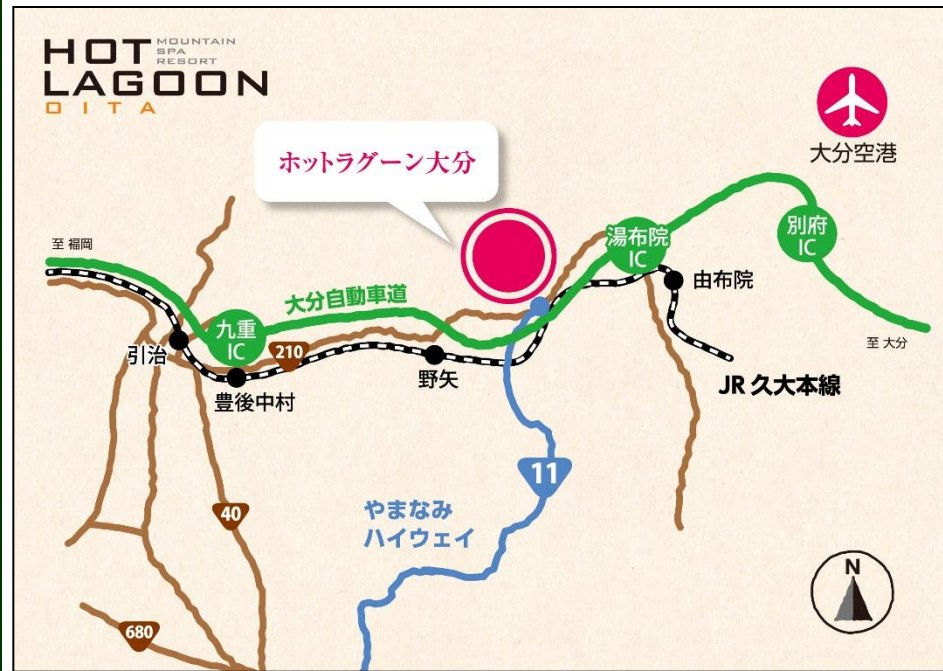 HOT
MOUNTAIN
SPA
RESORT
LAGOON
OITA
大分空港
ホットラグーン大分
至 福岡
湯布院
IC
別府
IC
由布院
大分自動車道
九重
IC
引治
210
野矢
至 大分
豊後中村
JR 久大本線
11
40
やまなみ
ハイウェイ
680
N